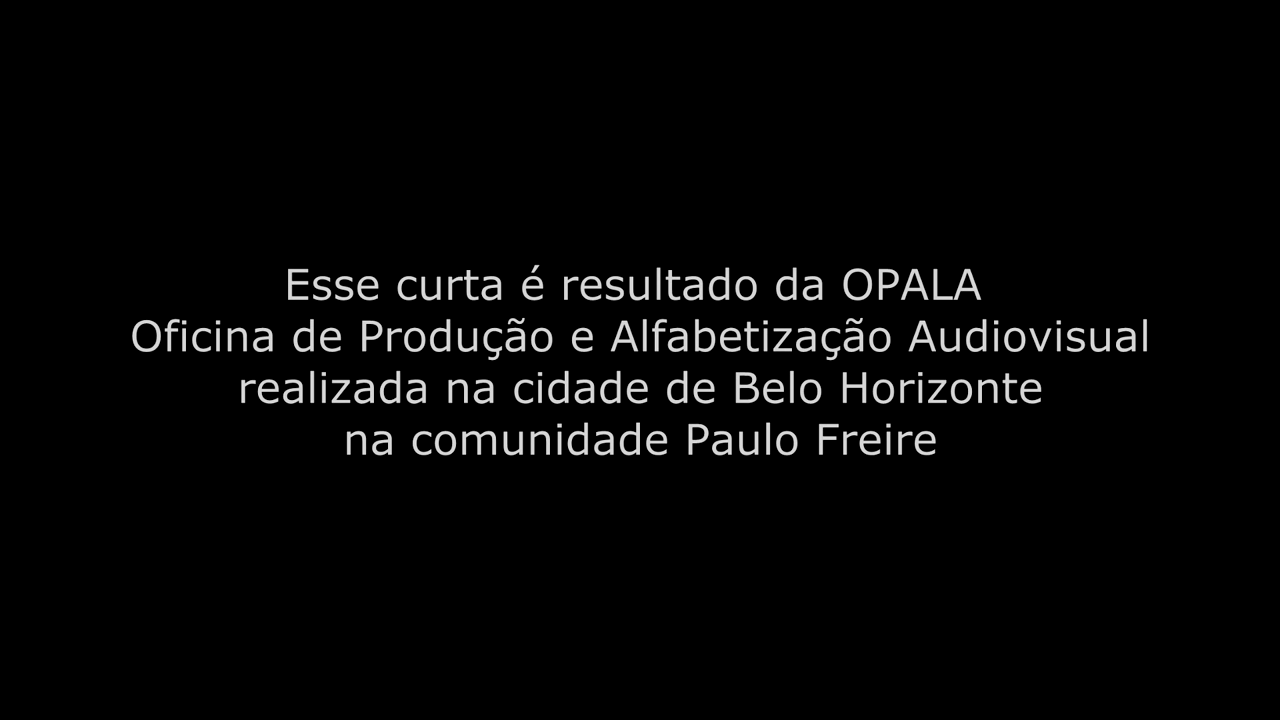 Esse curta é resultado da OPALA
Oficina de Produção e Alfabetização Audiovisual
realizada na cidade de Belo Horizonte
na comunidade Paulo Freire